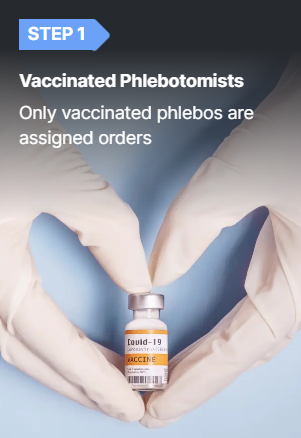 STEP 1
Vaccinated Phlebotomists
Only vaccinated phlebos are
assigned orders
Covid-19
VACCINE